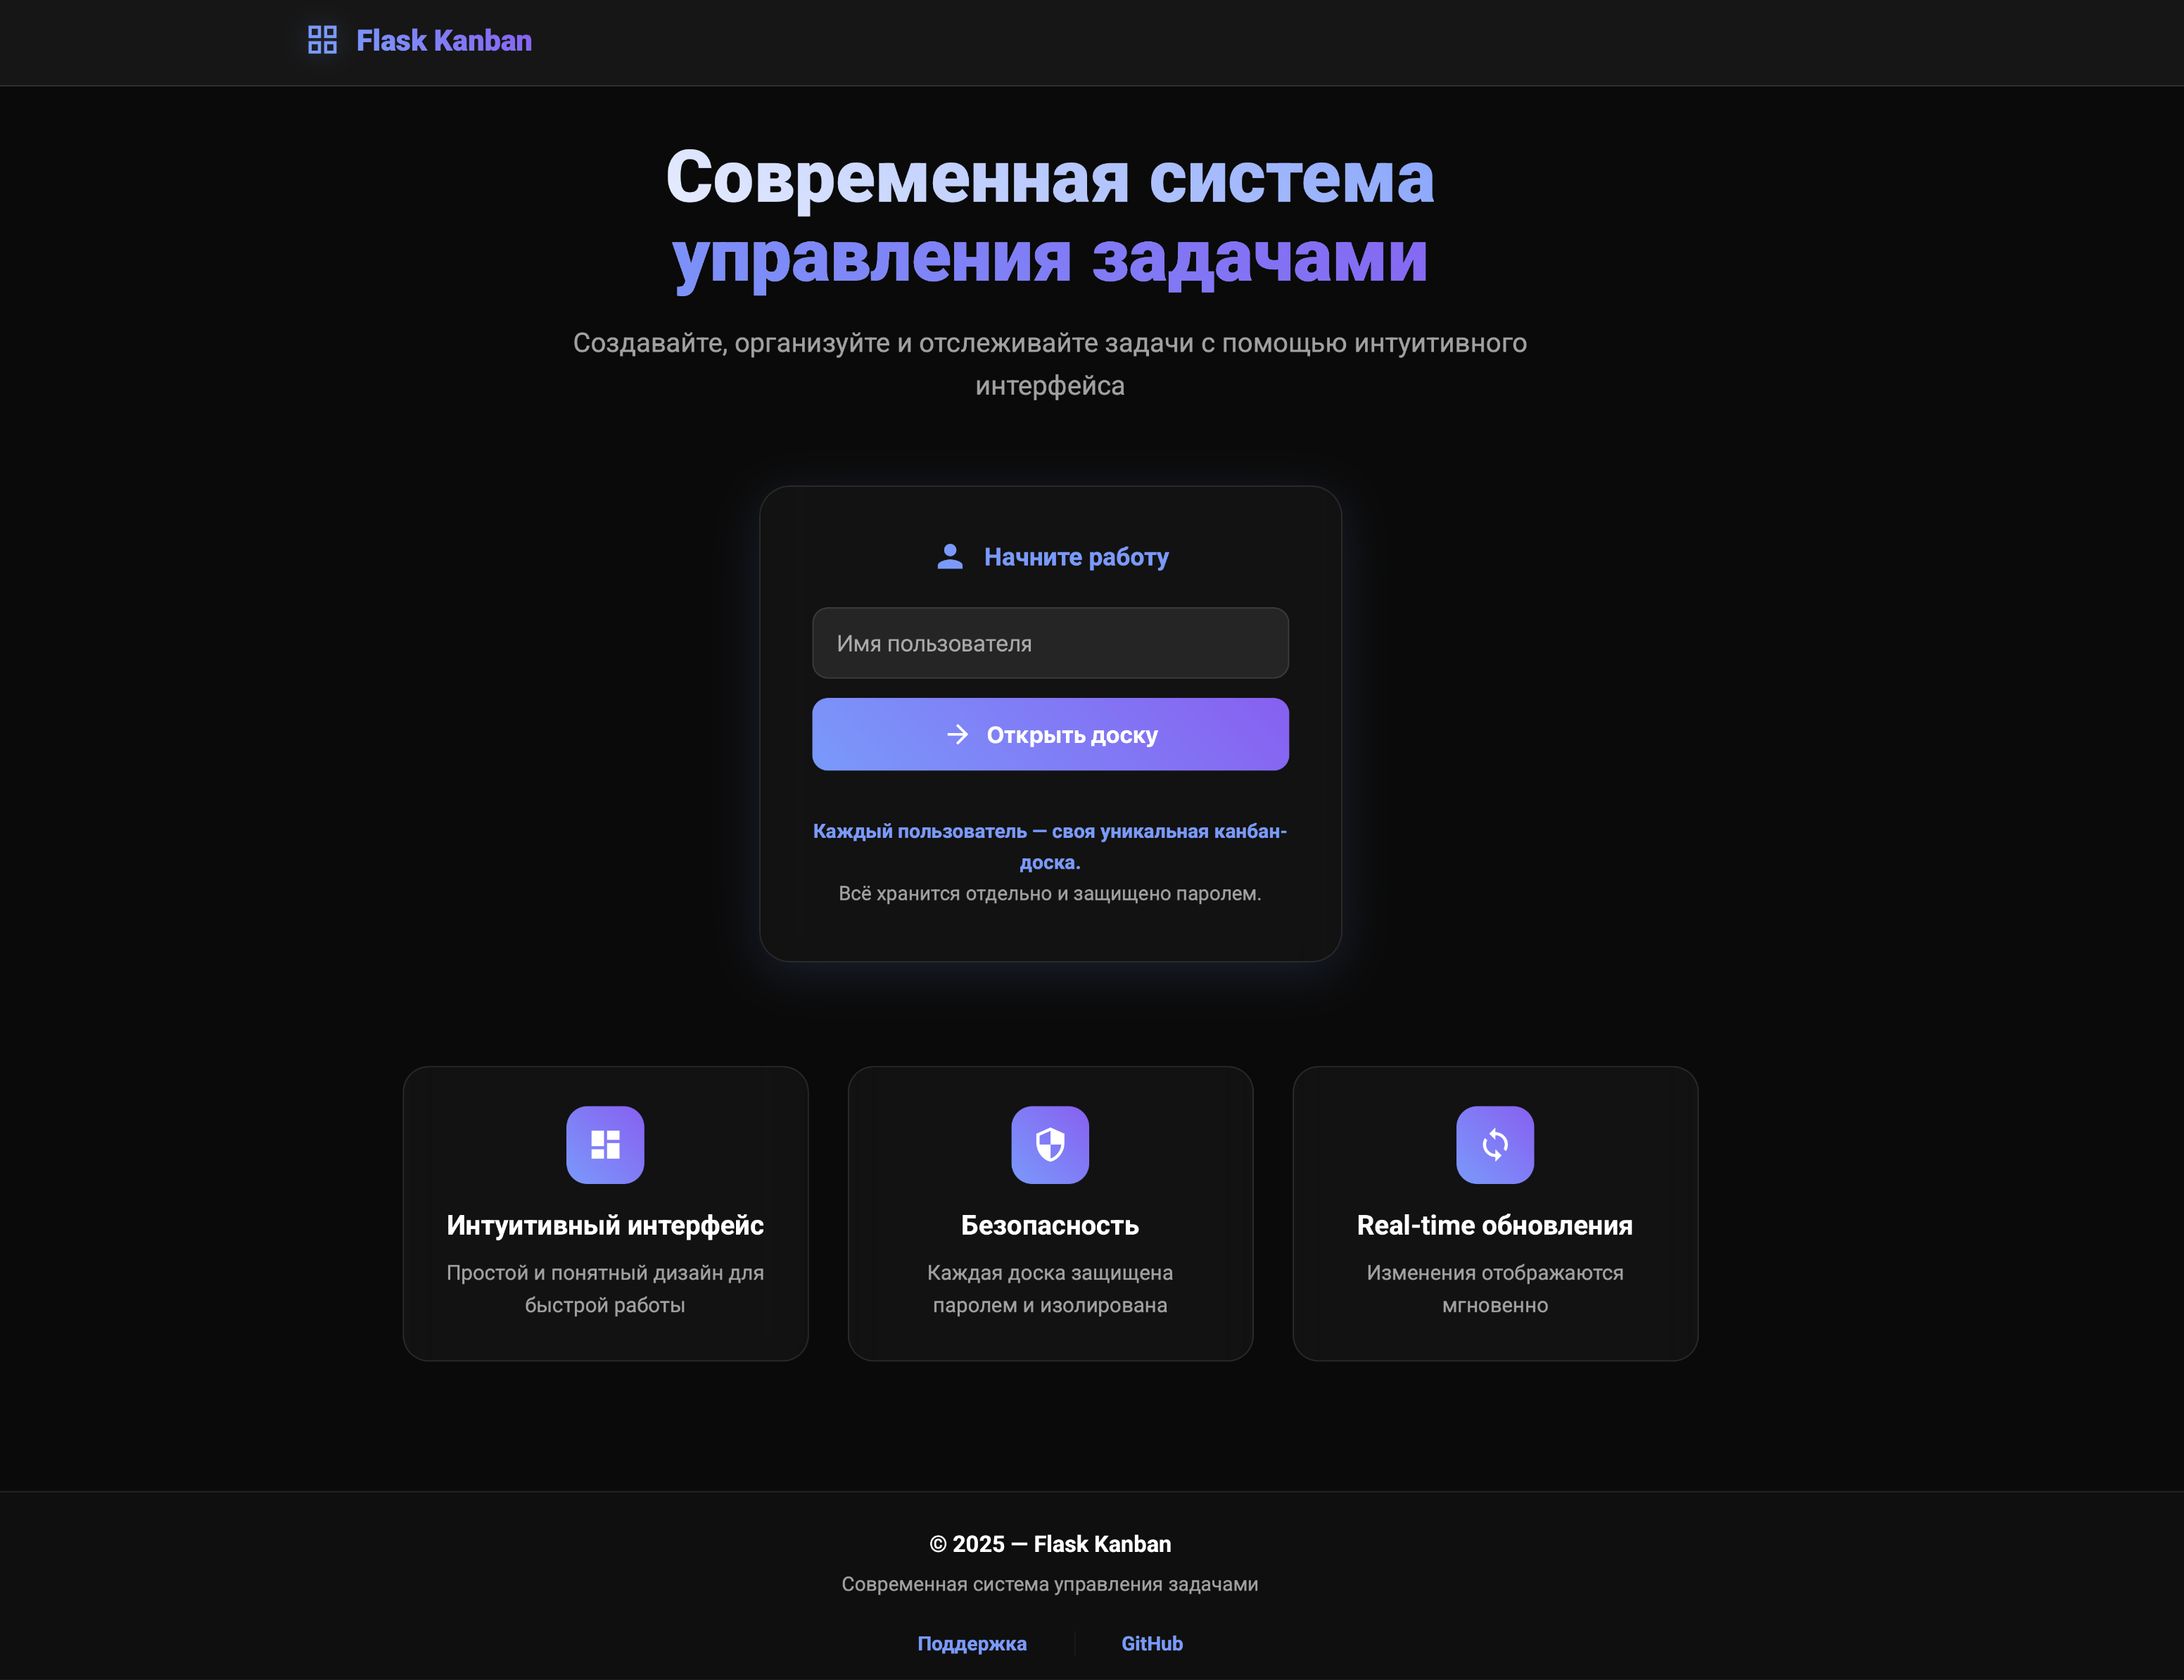 Flask Kanban
Современная система
управления задачами
Создавайте, организуйте и отслеживайте задачи с помощью интуитивного
интерфейса
Начните работу
Имя пользователя
Открыть доску
Каждый пользователь — своя уникальная канбан-
доска.
Всё хранится отдельно и защищено паролем.
Интуитивный интерфейс
Простой и понятный дизайн для
быстрой работы
Безопасность
Каждая доска защищена
паролем и изолирована
Real-time обновления
Изменения отображаются
мгновенно
© 2025 — Flask Kanban
Современная система управления задачами
Поддержка
GitHub